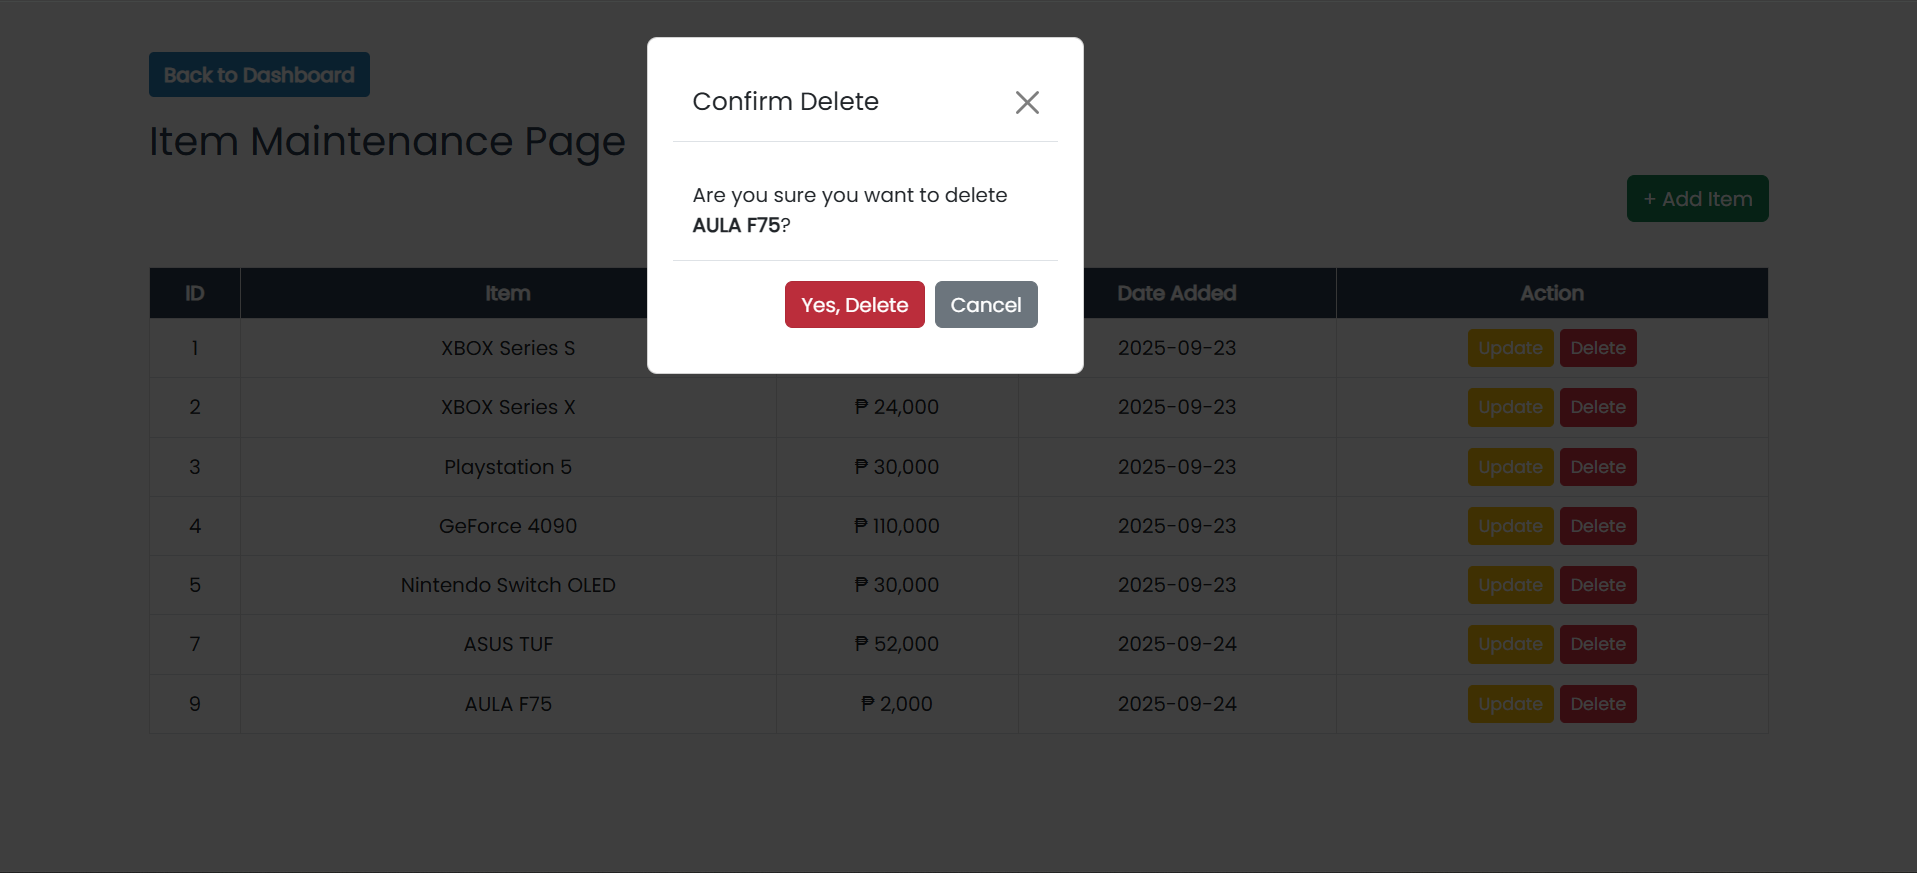 Back to Dashboard
Item Maintenance Page
Confirm Delete
Are you sure you want to delete
AULA F75?
Yes, Delete Cancel
+ Add Item
ID Item Date Added Action
1 XBOX Series S 2025-09-23 Update Delete
2 XBOX Series X ₱ 24,000 2025-09-23 Update Delete
3 Playstation 5 ₱ 30,000 2025-09-23 Update Delete
4 GeForce 4090 ₱ 110,000 2025-09-23 Update Delete
5 Nintendo Switch OLED ₱ 30,000 2025-09-23 Update Delete
7 ASUS TUF ₱ 52,000 2025-09-24 Update Delete
9 AULA F75 ₱ 2,000 2025-09-24 Update Delete